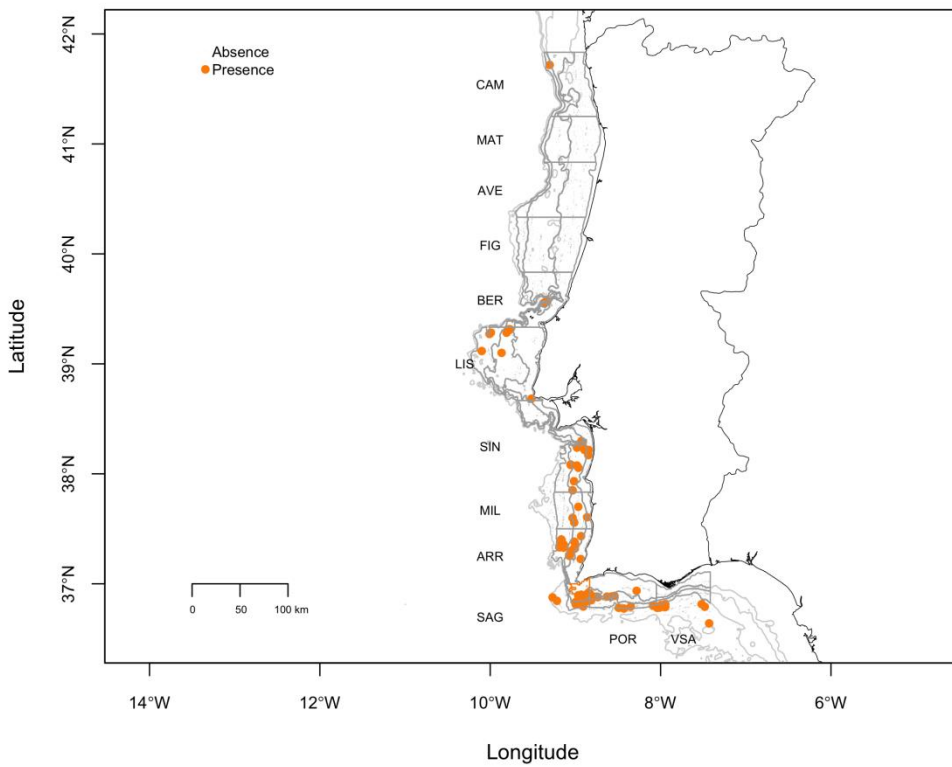 Absence
Presence
42°N
41°N
40°N
39°N
38°N
37°N
Latitude
CAM
MAT
AVE
FIG
BER
LIS
SIN
MIL
ARR
SAG
POR
VSA
0 50 100 km
14°W 12°W 10°W 8°W 6°W
Longitude